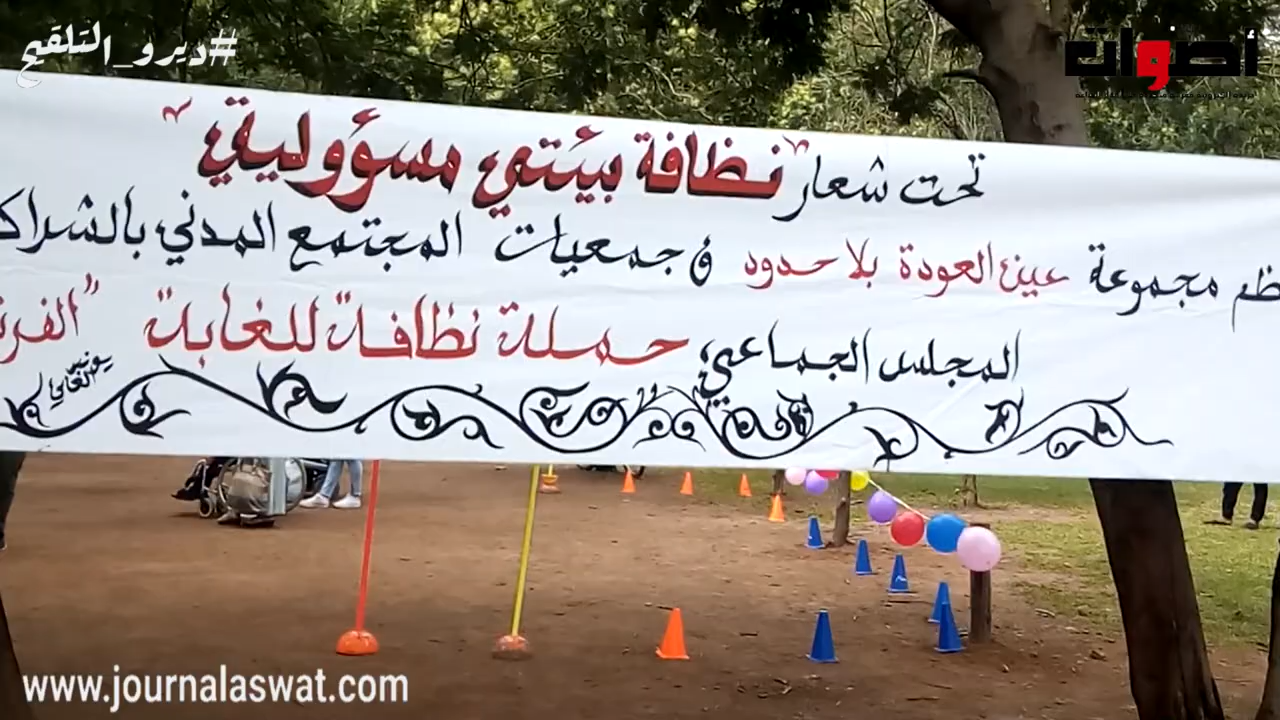 #ديرو_التلقيح
أضوات
تحت شعار "نظافة بيئتي مسؤوليتي"
ظم مجموعة عين العودة بلا حدود و جمعيات المجتمع المدني بالشراك
المجلس الجماعي حملة نظافة للغابة "الفرن
www.journalaswat.com